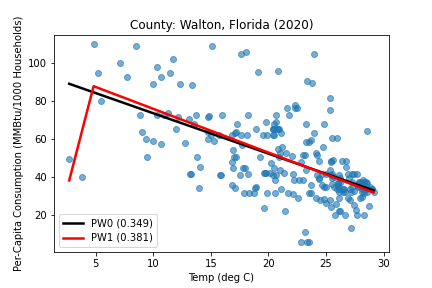 County: Walton, Florida (2020)
Per-Capita Consumption (MMBtu/1000 Households)
100
80
60
40
20
PW0 (0.349)
PW1 (0.381)
5 10 15 20 25 30
Temp (deg C)